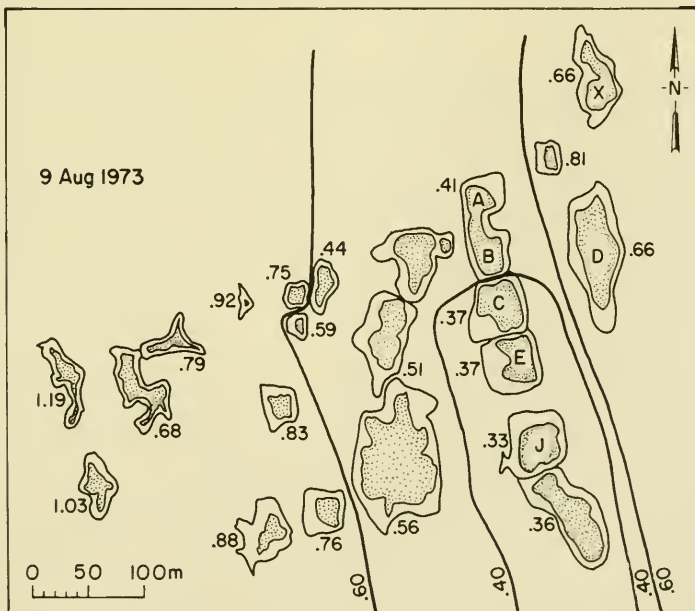 .66
X
-N-
.81
9 Aug 1973
.41
A
B
D
.66
.44
.75
.92
.59
C
.37
E
.37
.51
.79
1.19
.68
.83
.33
J
1.03
.36
.56
.88
.76
0 50 100m
.60
.40
.40
.60